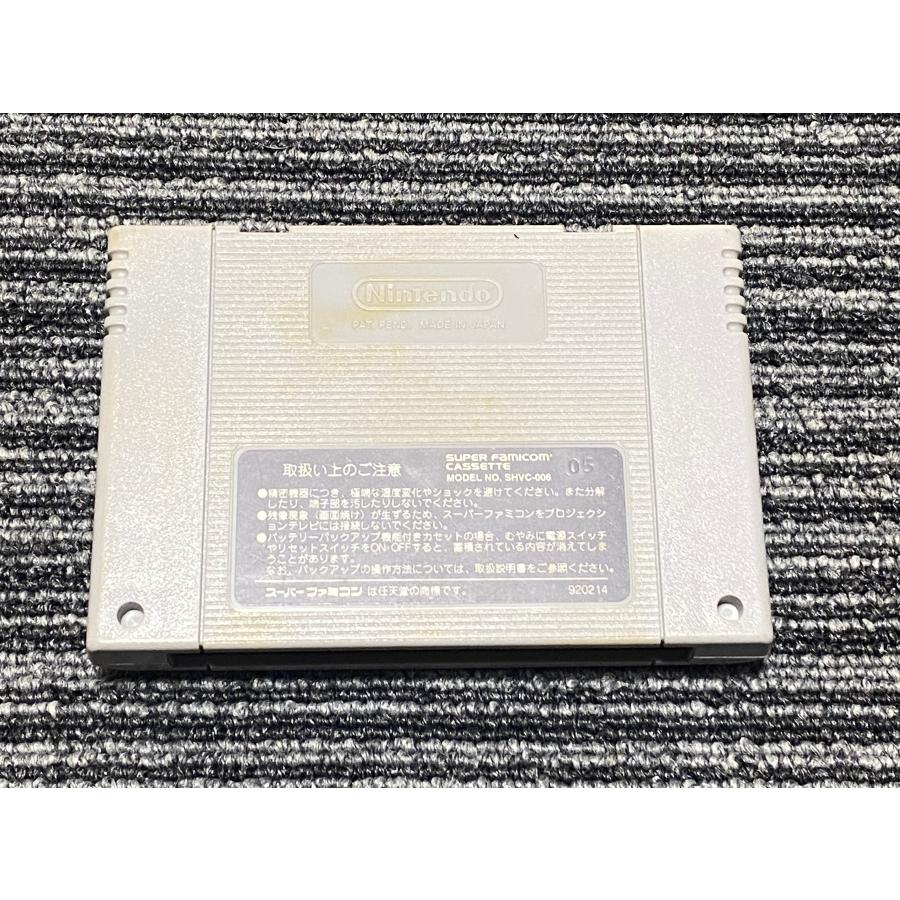 Nintendo
PAT. PEND. MADE IN JAPAN
取扱い上のご注意
SUPER FAMICOM
CASSETTE
MODEL NO. SHVC-006
05
●精密機器につき、極端な温度変化やショックを避けてください。また分解
したり、端子部を汚したりしないでください。
●残像現象（画面焼け）が生ずるため、スーパーファミコンをプロジェクシ
ョンテレビには接続しないでください。
●バッテリーバックアップ機能付きカセットの場合、むやみに電源スイッチ
やリセットスイッチをON・OFFすると、蓄積されている内容が消えてしま
うことがあります。
なお、バックアップの操作方法については、取扱説明書をご参照ください。
スーパーファミコン は任天堂の商標です。
920214